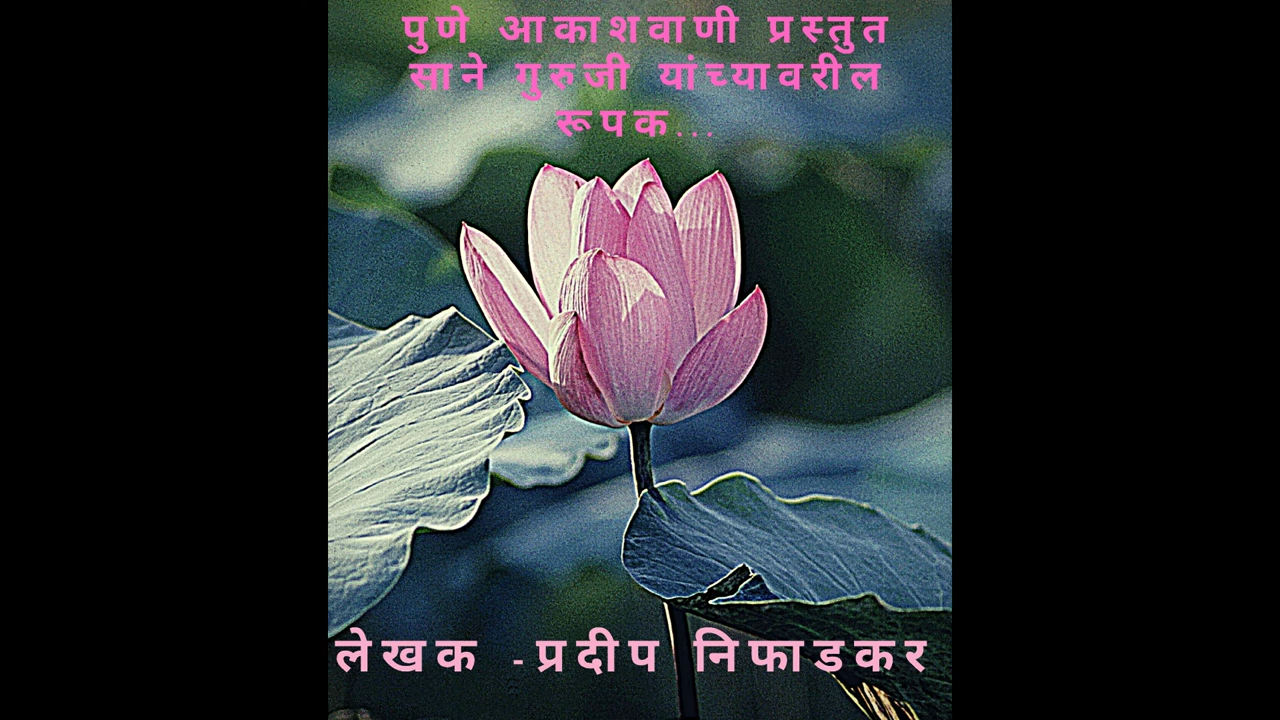 पुणे आकाशवाणी प्रस्तुत
साने गुरुजी यांच्यावरील
रूपक...
लेखक -प्रदीप निफाडकर